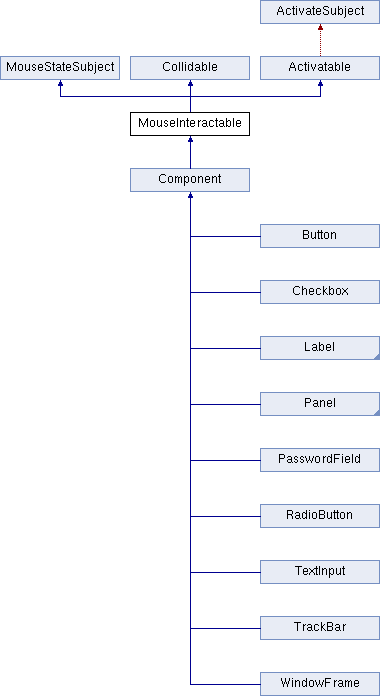 ActivateSubject
MouseStateSubject
Collidable
Activatable
MouseInteractable
Component
Button
Checkbox
Label
Panel
PasswordField
RadioButton
TextInput
TrackBar
WindowFrame